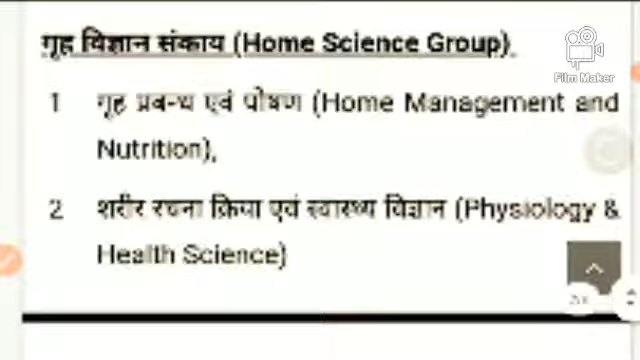 गृह विज्ञान संकाय (Home Science Group)
Film Maker
1 गृह प्रबन्ध एवं पोषण (Home Management and
Nutrition),
2 शरीर रचना क्रिया एवं स्वास्थ्य विज्ञान (Physiology &
Health Science)